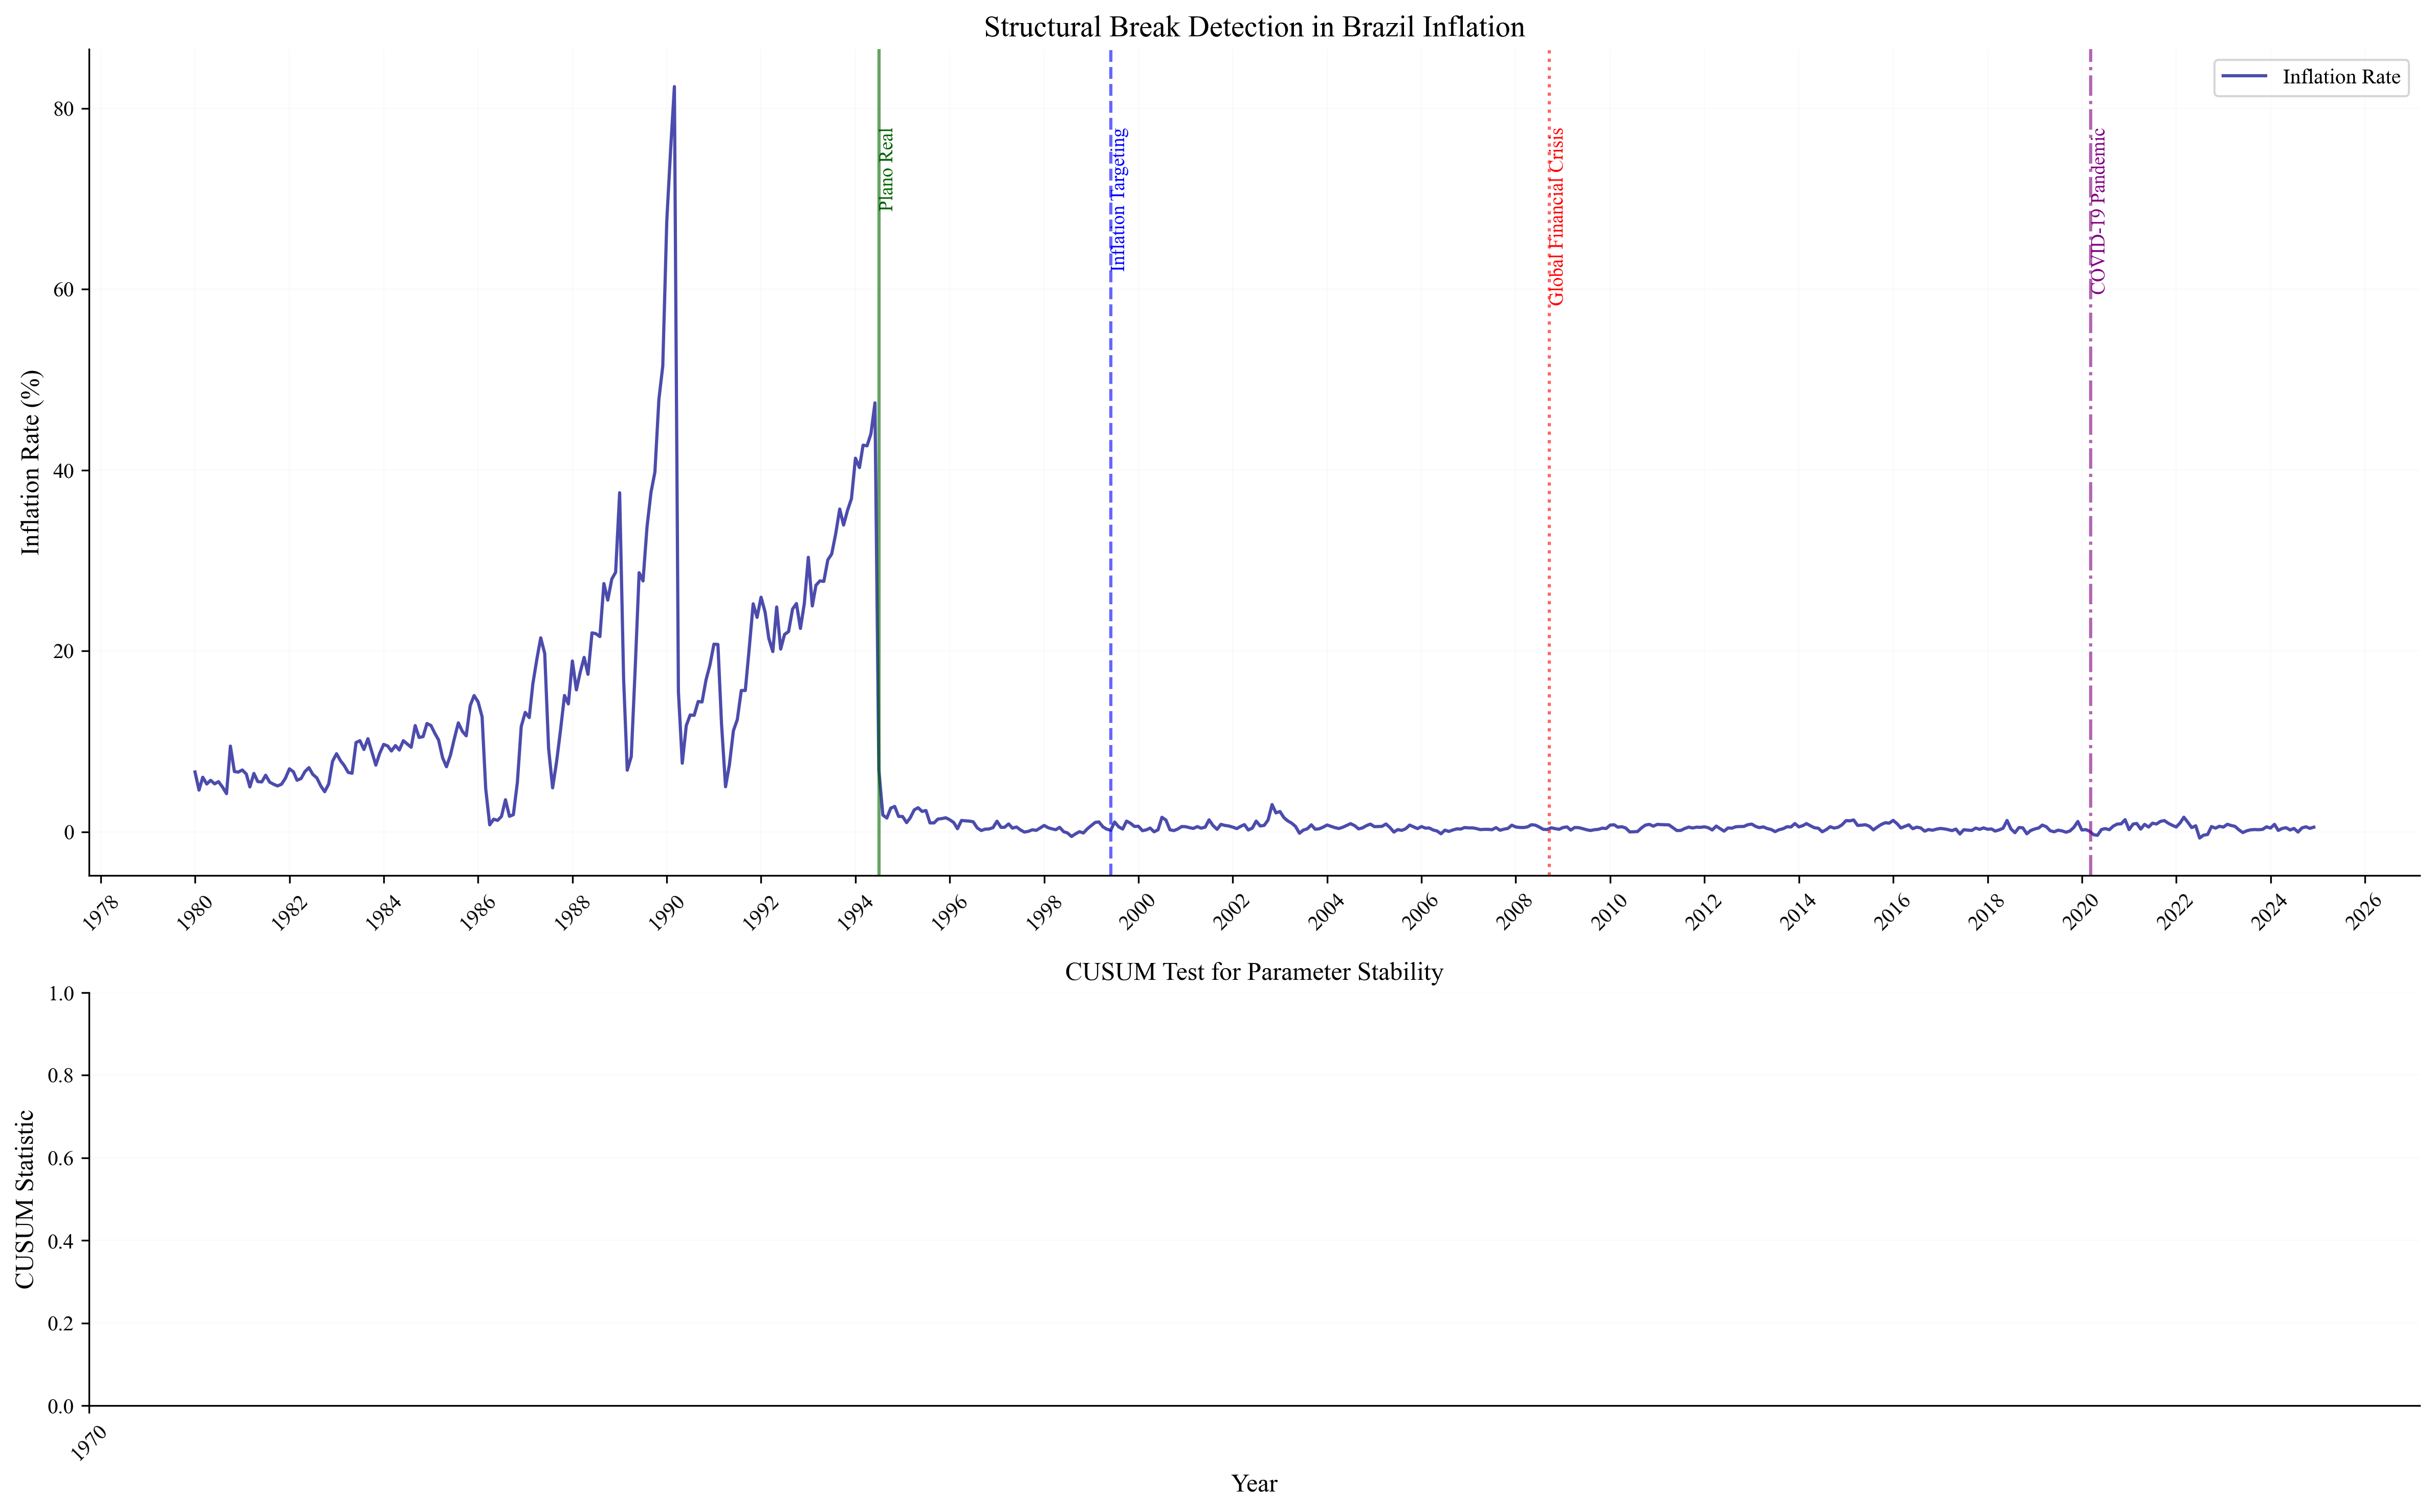 Structural Break Detection in Brazil Inflation
Inflation Rate
Plano Real
Inflation Targeting
Global Financial Crisis
COVID-19 Pandemic
Inflation Rate (%)
80
60
40
20
0
1978 1980 1982 1984 1986 1988 1990 1992 1994 1996 1998 2000 2002 2004 2006 2008 2010 2012 2014 2016 2018 2020 2022 2024 2026
CUSUM Test for Parameter Stability
CUSUM Statistic
1.0
0.8
0.6
0.4
0.2
0.0
1970
Year